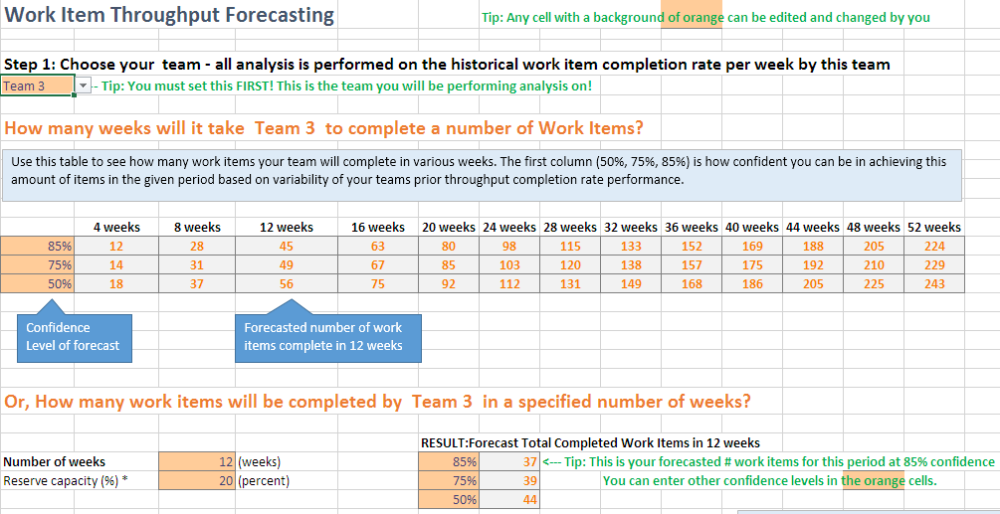 Work Item Throughput Forecasting
Tip: Any cell with a background of orange can be edited and changed by you
Step 1: Choose your team - all analysis is performed on the historical work item completion rate per week by this team
Team 3 -- Tip: You must set this FIRST! This is the team you will be performing analysis on!
How many weeks will it take Team 3 to complete a number of Work Items?
Use this table to see how many work items your team will complete in various weeks. The first column (50%, 75%, 85%) is how confident you can be in achieving this
amount of items in the given period based on variability of your teams prior throughput completion rate performance.
4 weeks 8 weeks 12 weeks 16 weeks 20 weeks 24 weeks 28 weeks 32 weeks 36 weeks 40 weeks 44 weeks 48 weeks 52 weeks
85% 12 28 45 63 80 98 115 133 152 169 188 205 224
75% 14 31 49 67 85 103 120 138 157 175 192 210 229
50% 18 37 56 75 92 112 131 149 168 186 205 225 243
Confidence
Level of forecast
Forecasted number of work
items complete in 12 weeks
Or, How many work items will be completed by Team 3 in a specified number of weeks?
RESULT:Forecast Total Completed Work Items in 12 weeks
Number of weeks 12 (weeks) 85% 37 <--- Tip: This is your forecasted # work items for this period at 85% confidence
Reserve capacity (%) * 20 (percent) 75% 39 You can enter other confidence levels in the orange cells.
50% 44